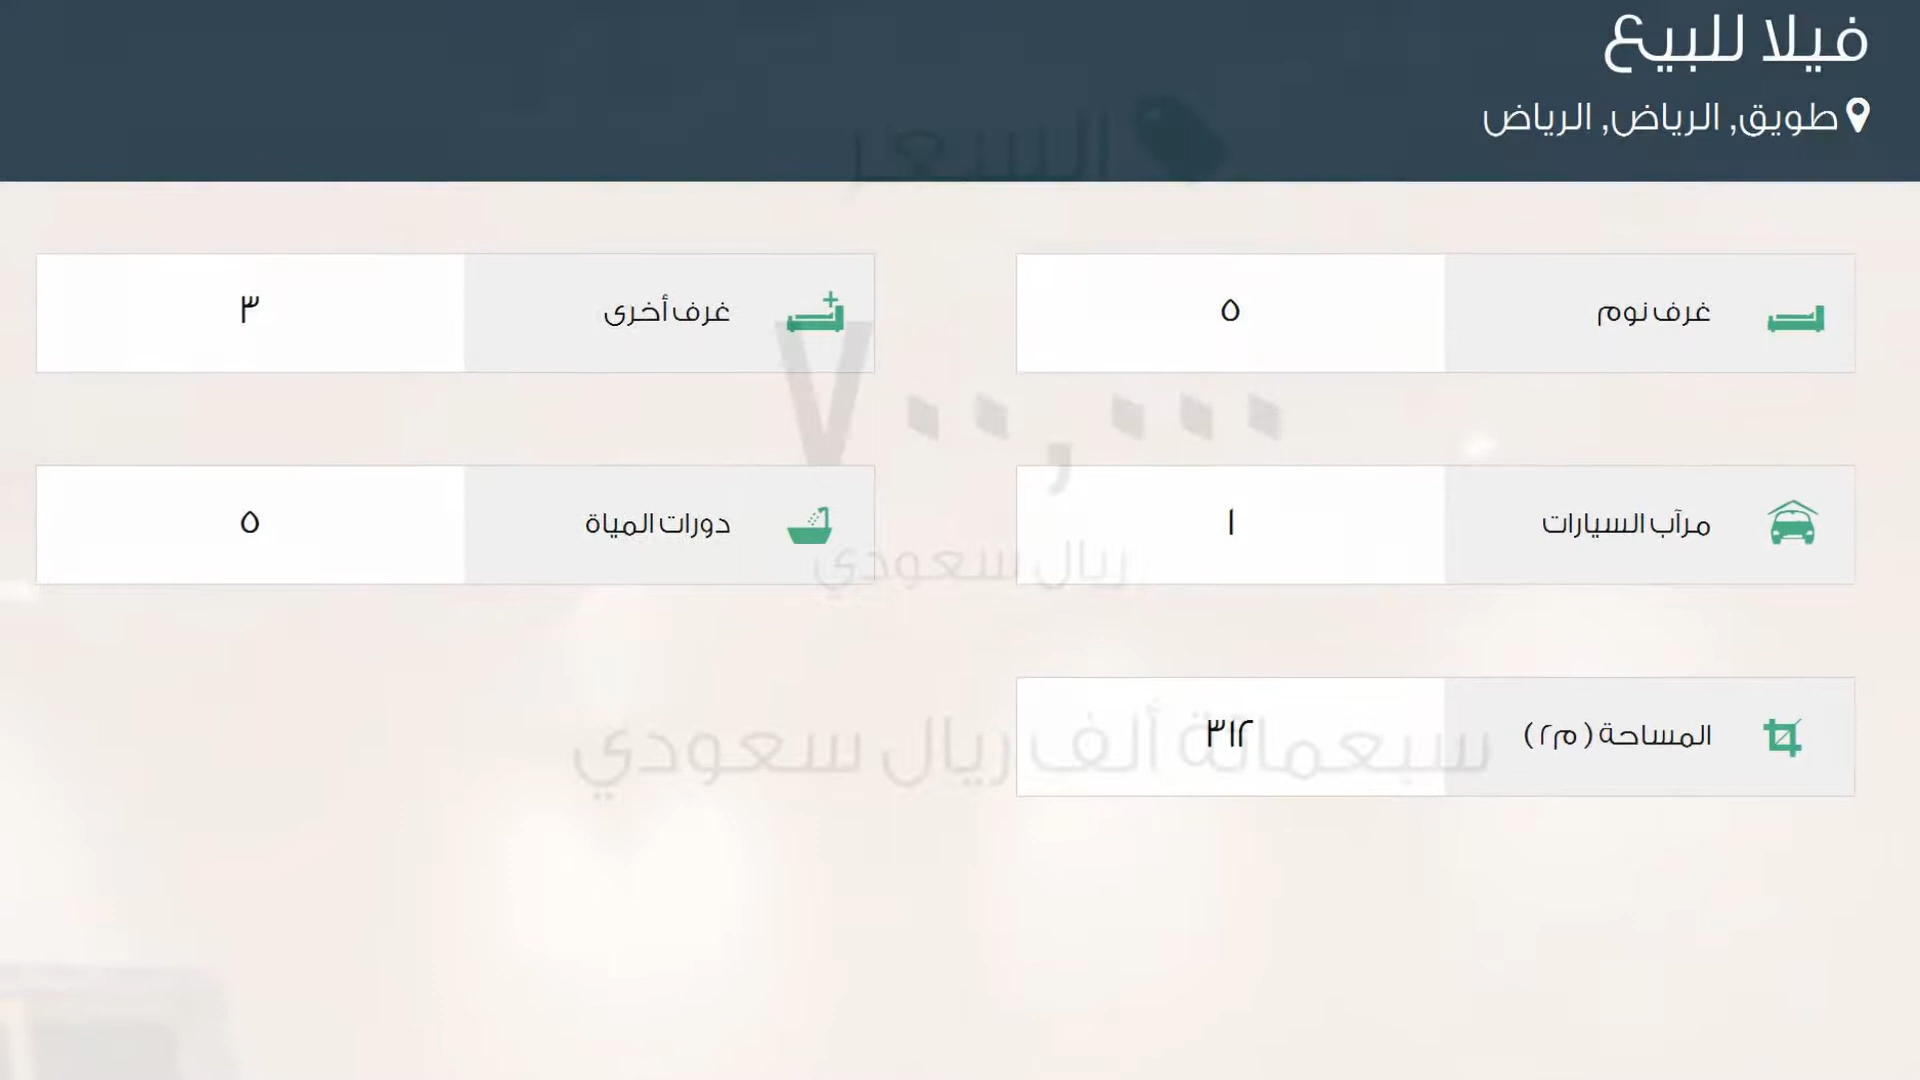 فيلا للبيع
طويق, الرياض, الرياض
السعر
غرف نوم ٥
غرف أخرى ٣
٧٠٠,٠٠٠
مرآب السيارات ١
دورات المياة ٥
ريال سعودي
المساحة ( م٢ ) ٣١٢
سبعمائة ألف ريال سعودي